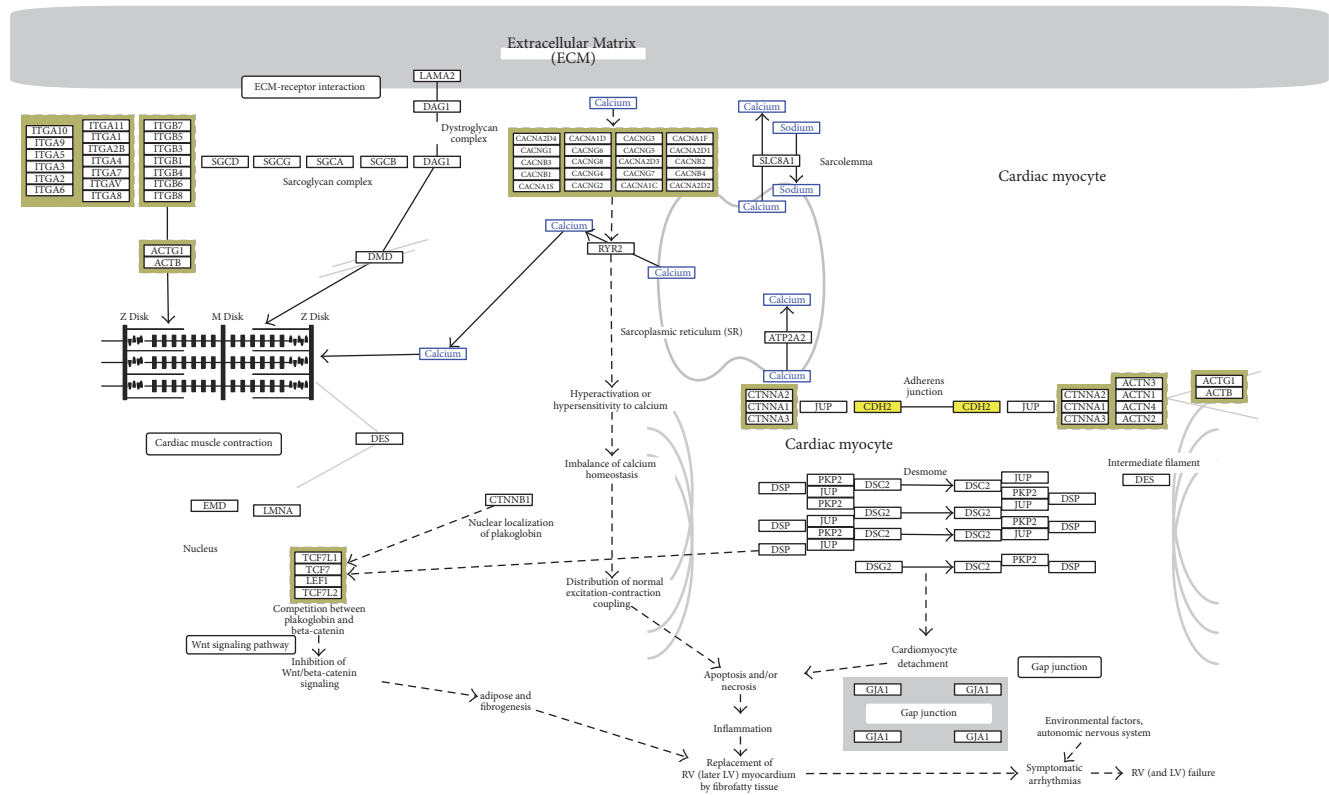 Extracellular Matrix
(ECM)
LAMA2
ECM-receptor interaction
DAG1
Dystroglycan
complex
ITGA10
ITGA9
ITGA5
ITGA3
ITGA2
ITGA6
ITGA11
ITGA1
ITGA2B
ITGA4
ITGA7
ITGAV
ITGA8
ITGB7
ITGB5
ITGB3
ITGB1
ITGB4
ITGB6
ITGB8
SGCD
SGCG
SGCA
SGCB
DAG1
Sarcoglycan complex
Calcium
CACNA2D4
CACNG1
CACNB3
CACNB1
CACNA1S
CACNA1D
CACNG6
CACNG8
CACNG4
CACNG2
CACNG3
CACNG5
CACNA2D3
CACNG7
CACNA1C
CACNA1F
CACNA2D1
CACNB2
CACNB4
CACNA2D2
Calcium
Sodium
SLC8A1
Sarcolemma
Sodium
Calcium
Cardiac myocyte
ACTG1
ACTB
DMD
Calcium
RYR2
Calcium
Z Disk
M Disk
Z Disk
Calcium
Sarcoplasmic reticulum (SR)
Calcium
ATP2A2
Calcium
Hyperactivation or
hypersensitivity to calcium
CTNNA2
CTNNA1
CTNNA3
JUP
CDH2
Adherens
junction
CDH2
JUP
CTNNA2
CTNNA1
CTNNA3
ACTN3
ACTN1
ACTN4
ACTN2
ACTG1
ACTB
Cardiac muscle contraction
DES
Cardiac myocyte
Imbalance of calcium
homeostasis
Desmome
Intermediate filament
DES
EMD
LMNA
CTNNB1
Nuclear localization
of plakoglobin
Nucleus
DSP
PKP2
JUP
PKP2
DSC2
DSC2
JUP
PKP2
JUP
DSP
DSG2
DSG2
DSP
JUP
PKP2
JUP
DSC2
DSG2
PKP2
JUP
DSP
DSP
DSG2
DSC2
PKP2
DSP
TCF7L1
TCF7
LEF1
TCF7L2
Competition between
plakoglobin and
beta-catenin
Distribution of normal
excitation-contraction
coupling
Wnt signaling pathway
Inhibition of
Wnt/beta-catenin
signaling
adipose and
fibrogenesis
Cardiomyocyte
detachment
Gap junction
Apoptosis and/or
necrosis
GJA1
GJA1
Gap junction
GJA1
GJA1
Inflammation
Environmental factors,
autonomic nervous system
Replacement of
RV (later LV) myocardium
by fibrofatty tissue
Symptomatic
arrhythmias
RV (and LV) failure